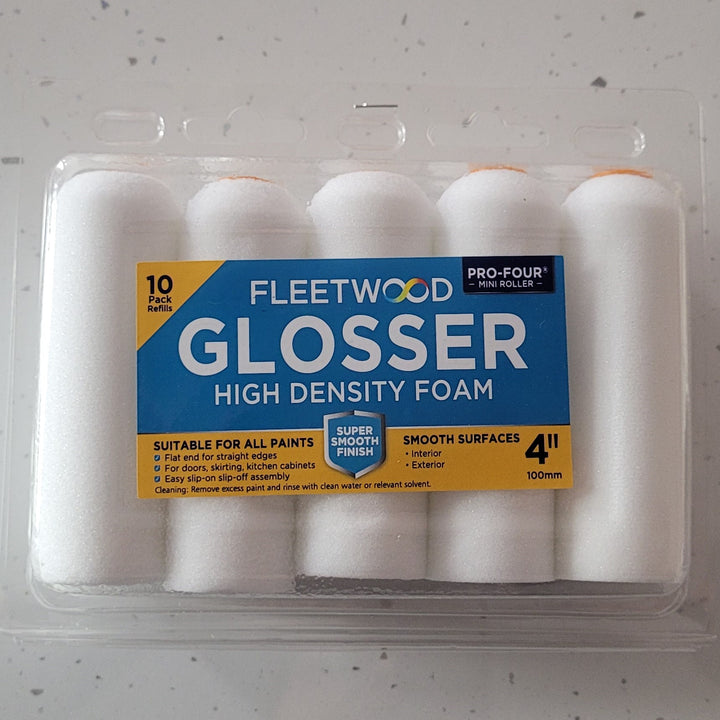 10
Pack
Refills
FLEETWOOD
PRO-FOUR®
– MINI ROLLER –
GLOSSER
HIGH DENSITY FOAM
SUITABLE FOR ALL PAINTS
Flat end for straight edges
For doors, skirting, kitchen cabinets
Easy slip-on slip-off assembly
Cleaning: Remove excess paint and rinse with clean water or relevant solvent.
SUPER
SMOOTH
FINISH
SMOOTH SURFACES
• Interior
• Exterior
4"
100mm